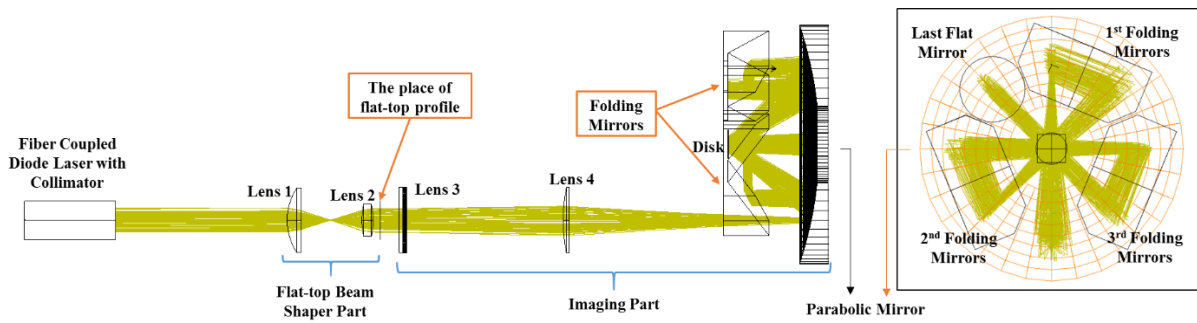 Fiber Coupled
Diode Laser with
Collimator
Lens 1
The place of
flat-top profile
Lens 2
Lens 3
Lens 4
Folding
Mirrors
Disk
Flat-top Beam
Shaper Part
Imaging Part
Parabolic Mirror
Last Flat
Mirror
1st Folding
Mirrors
2nd Folding
Mirrors
3rd Folding
Mirrors